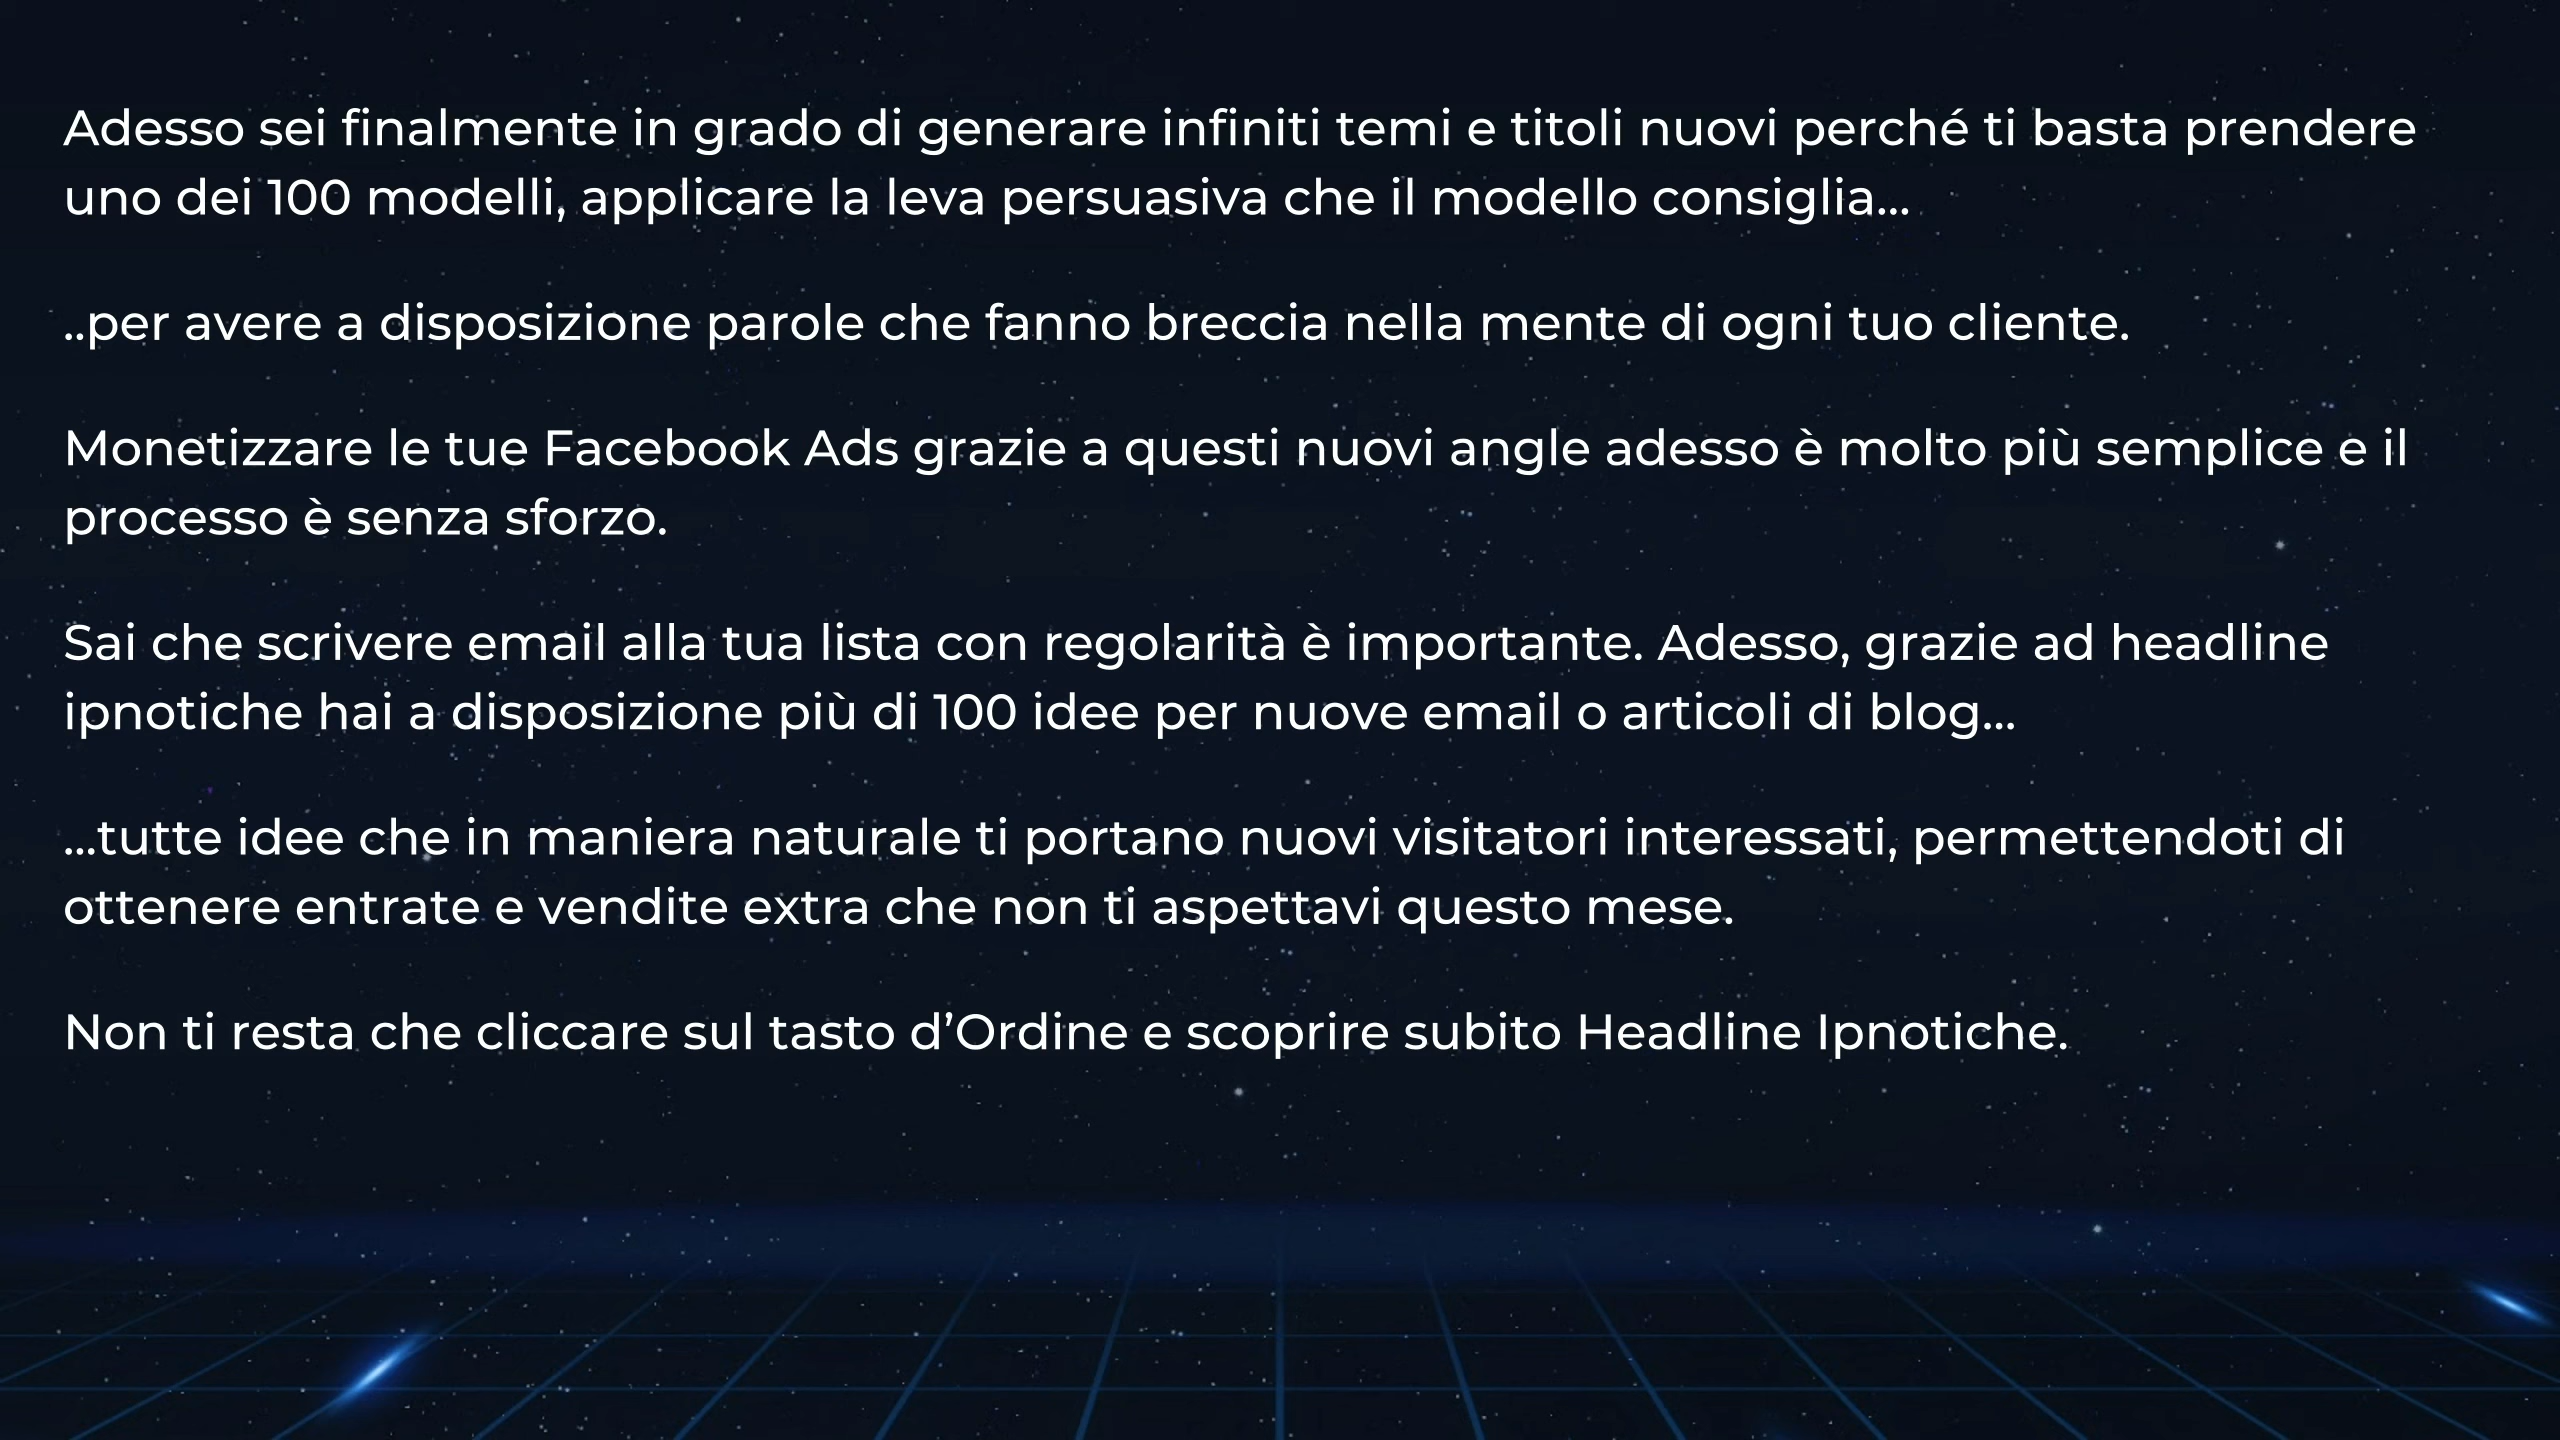 Adesso sei finalmente in grado di generare infiniti temi e titoli nuovi perché ti basta prendere
uno dei 100 modelli, applicare la leva persuasiva che il modello consiglia...
..per avere a disposizione parole che fanno breccia nella mente di ogni tuo cliente.
Monetizzare le tue Facebook Ads grazie a questi nuovi angle adesso è molto più semplice e il
processo è senza sforzo.
Sai che scrivere email alla tua lista con regolarità è importante. Adesso, grazie ad headline
ipnotiche hai a disposizione più di 100 idee per nuove email o articoli di blog...
...tutte idee che in maniera naturale ti portano nuovi visitatori interessati, permettendoti di
ottenere entrate e vendite extra che non ti aspettavi questo mese.
Non ti resta che cliccare sul tasto d’Ordine e scoprire subito Headline Ipnotiche.